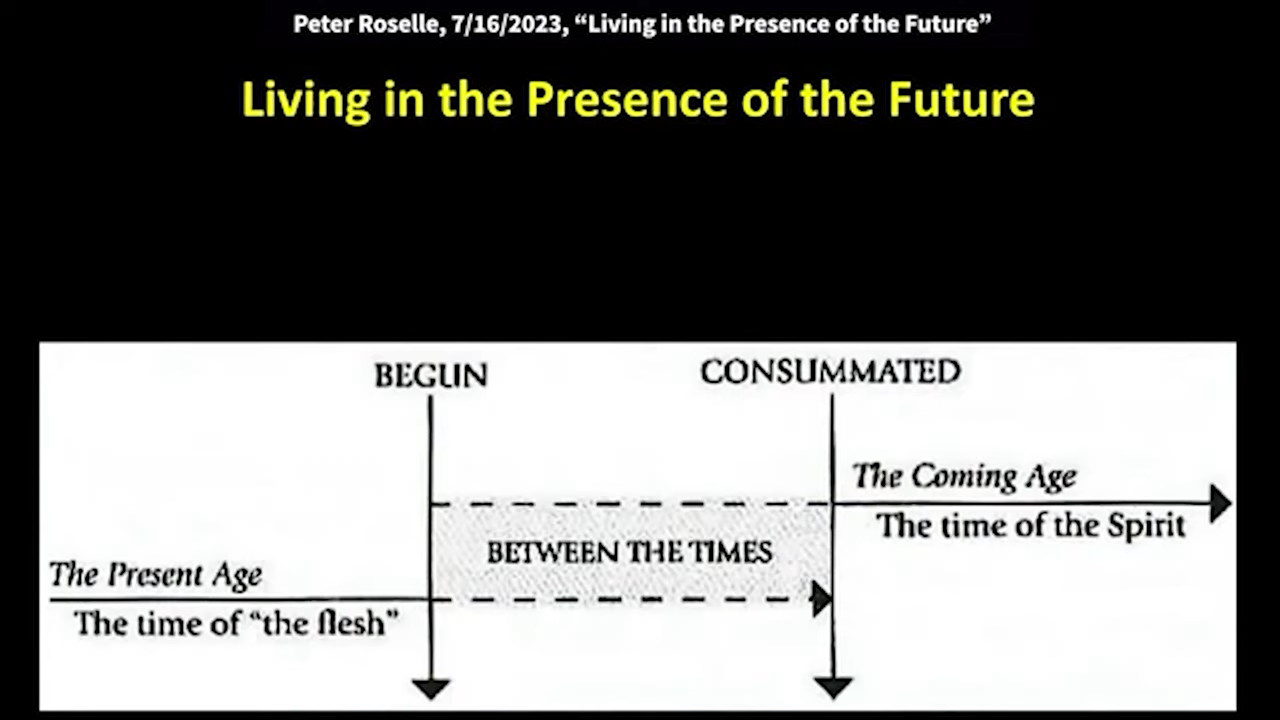 Peter Roselle, 7/16/2023, “Living in the Presence of the Future”
Living in the Presence of the Future
BEGUN
CONSUMMATED
The Coming Age
The time of the Spirit
BETWEEN THE TIMES
The Present Age
The time of “the flesh”